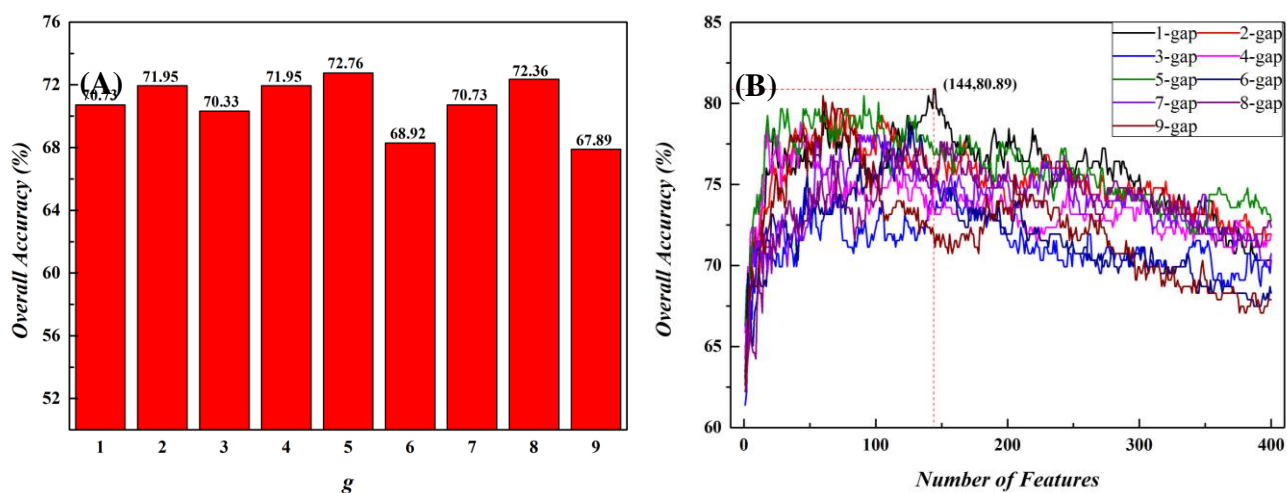 (A)
76
72
68
64
60
56
52
Overall Accuracy (%)
70.73
71.95
70.33
71.95
72.76
68.92
70.73
72.36
67.89
1 2 3 4 5 6 7 8 9
g
(B)
85
80
75
70
65
60
Overall Accuracy (%)
(144,80.89)
1-gap 2-gap
3-gap 4-gap
5-gap 6-gap
7-gap 8-gap
9-gap
0 100 200 300 400
Number of Features